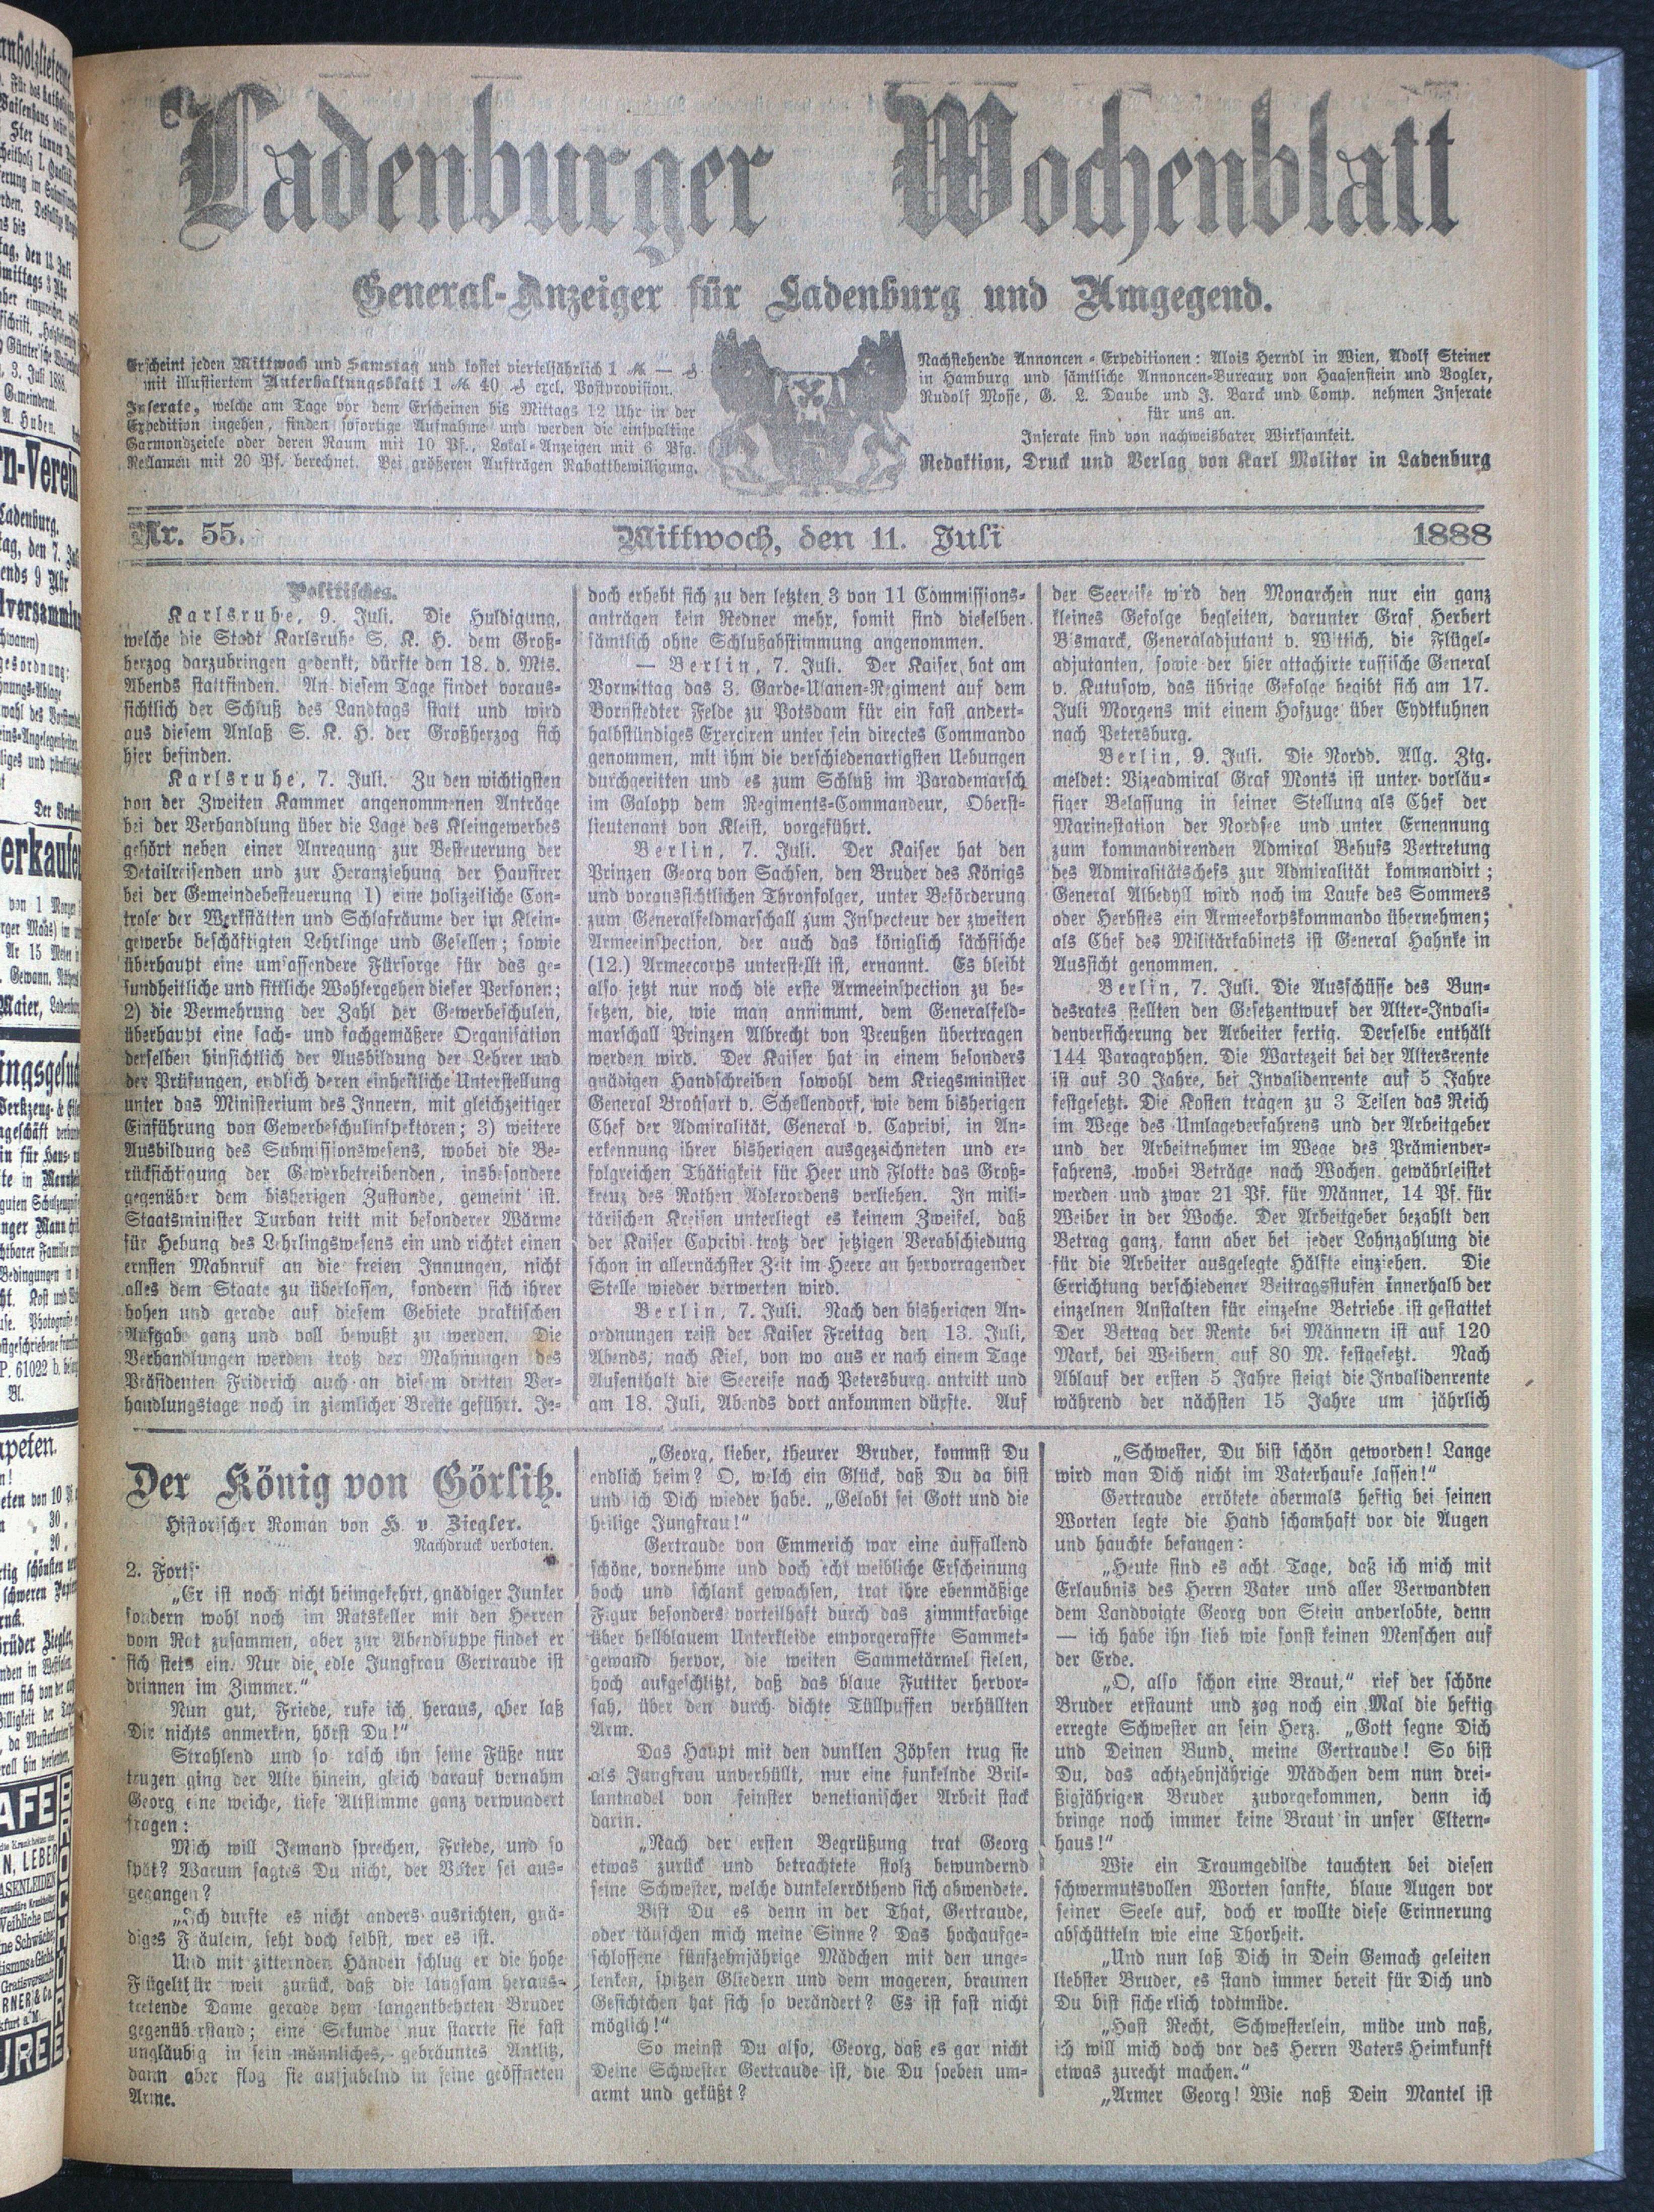 Ladenburger Wochenblatt
General-Anzeiger für Ladenburg und Umgegend.
Erscheint jeden Mittwoch und Samstag und kostet vierteljährlich 1 ℳ — ₰
mit illustiertem Unterhaltungsblatt 1 ℳ 40 ₰ excl. Postprovision.
Inserate, welche am Tage vor dem Erscheinen bis Mittags 12 Uhr in der
Expedition ingehen, finden sofortige Aufnahme und werden die einspaltige
Garmondzeile oder deren Raum mit 10 Pf., Lokal-Anzeigen mit 6 Pfg.
Reklamen mit 20 Pf. berechnet. Bei größeren Aufträgen Rabattbewilligung.
Nachstehende Annoncen-Expeditionen: Alois Herndl in Wien, Adolf Steiner
in Hamburg und sämtliche Annoncen-Bureaux von Haasenstein und Vogler,
Rudolf Mosse, G. L. Daube und J. Barck und Comp. nehmen Inserate
für uns an.
Inserate sind von nachweisbarer Wirksamkeit.
Redaktion, Druck und Verlag von Karl Molitor in Ladenburg
Nr. 55. Mittwoch, den 11. Juli 1888
Politisches.
Karlsruhe, 9. Juli. Die Huldigung,
welche die Stadt Karlsruhe S. K. H. dem Groß-
herzog darzubringen gedenkt, dürfte den 18. d. Mts.
Abends stattfinden. An diesem Tage findet voraus-
sichtlich der Schluß des Landtags statt und wird
aus diesem Anlaß S. K. H. der Großherzog sich
hier befinden.
Karlsruhe, 7. Juli. Zu den wichtigsten
von der Zweiten Kammer angenommenen Anträge
bei der Verhandlung über die Lage des Kleingewerbes
gehört neben einer Anregung zur Besteuerung der
Detailreisenden und zur Heranziehung der Hausirer
bei der Gemeindebesteuerung 1) eine polizeiliche Con-
trole der Werkstätten und Schlafräume der im Klein-
gewerbe beschäftigten Lehrlinge und Gesellen; sowie
überhaupt eine umfassendere Fürsorge für das ge-
sundheitliche und sittliche Wohlergehen dieser Personen;
2) die Vermehrung der Zahl der Gewerbeschulen,
überhaupt eine sach- und fachgemäßere Organisation
derselben hinsichtlich der Ausbildung der Lehrer und
der Prüfungen, endlich deren einheitliche Unterstellung
unter das Ministerium des Innern, mit gleichzeitiger
Einführung von Gewerbeschulinspektoren; 3) weitere
Ausbildung des Submissionswesens, wobei die Be-
rücksichtigung der Gewerbetreibenden, insbesondere
gegenüber dem bisherigen Zustande, gemeint ist.
Staatsminister Turban tritt mit besonderer Wärme
für Hebung des Lehrlingswesens ein und richtet einen
ernsten Mahnruf an die freien Innungen, nicht
alles dem Staate zu überlassen, sondern sich ihrer
hohen und gerade auf diesem Gebiete praktischen
Aufgabe ganz und voll bewußt zu werden. Die
Verhandlungen werden trotz der Mahnungen des
Präsidenten Friderich auch an diesem dritten Ver-
handlungstage noch in ziemlicher Breite geführt. Je-
doch erhebt sich zu den letzten 3 von 11 Commissions-
anträgen kein Redner mehr, somit sind dieselben
sämtlich ohne Schlußabstimmung angenommen.
— Berlin, 7. Juli. Der Kaiser hat am
Vormittag das 3. Garde-Ulanen-Regiment auf dem
Bornstedter Felde zu Potsdam für ein fast andert-
halbstündiges Exerciren unter sein directes Commando
genommen, mit ihm die verschiedenartigsten Uebungen
durchgeritten und es zum Schluß im Parademarsch
im Galopp dem Regiments-Commandeur, Oberst-
lieutenant von Kleist, vorgeführt.
Berlin, 7. Juli. Der Kaiser hat den
Prinzen Georg von Sachsen, den Bruder des Königs
und voraussichtlichen Thronfolger, unter Beförderung
zum Generalfeldmarschall zum Inspecteur der zweiten
Armeeinspection, der auch das königlich sächsische
(12.) Armeecorps unterstellt ist, ernannt. Es bleibt
also jetzt nur noch die erste Armeeinspection zu be-
setzen, die, wie man annimmt, dem Generalfeld-
marschall Prinzen Albrecht von Preußen übertragen
werden wird. Der Kaiser hat in einem besonders
gnädigen Handschreiben sowohl dem Kriegsminister
General Bronsart v. Schellendorf, wie dem bisherigen
Chef der Admiralität, General v. Caprivi, in An-
erkennung ihrer bisherigen ausgezeichneten und er-
folgreichen Thätigkeit für Heer und Flotte das Groß-
kreuz des Rothen Adlerordens verliehen. In mili-
tärischen Kreisen unterliegt es keinem Zweifel, daß
der Kaiser Caprivi trotz der jetzigen Verabschiedung
schon in allernächster Zeit im Heere an hervorragender
Stelle wieder verwerten wird.
Berlin, 7. Juli. Nach den bisherigen An-
ordnungen reist der Kaiser Freitag den 13. Juli,
Abends, nach Kiel, von wo aus er nach einem Tage
Aufenthalt die Seereise nach Petersburg antritt und
am 18. Juli, Abends dort ankommen dürfte. Auf
der Seereise wird den Monarchen nur ein ganz
kleines Gefolge begleiten, darunter Graf Herbert
Bismarck, Generaladjutant v. Wittich, die Flügel-
adjutanten, sowie der hier attachirte russische General
v. Kutusow, das übrige Gefolge begibt sich am 17.
Juli Morgens mit einem Hofzuge über Eydtkuhnen
nach Petersburg.
Berlin, 9. Juli. Die Nordd. Allg. Ztg.
meldet: Vizeadmiral Graf Monts ist unter vorläu-
figer Belassung in seiner Stellung als Chef der
Marinestation der Nordsee und unter Ernennung
zum kommandirenden Admiral Behufs Vertretung
des Admiralitätschefs zur Admiralität kommandirt;
General Albedyll wird noch im Laufe des Sommers
oder Herbstes ein Armeekorpskommando übernehmen;
als Chef des Militärkabinets ist General Hahnke in
Aussicht genommen.
Berlin, 7. Juli. Die Ausschüsse des Bun-
desrates stellten den Gesetzentwurf der Alter-Invali-
denversicherung der Arbeiter fertig. Derselbe enthält
144 Paragraphen. Die Wartezeit bei der Altersrente
ist auf 30 Jahre, bei Invalidenrente auf 5 Jahre
festgesetzt. Die Kosten tragen zu 3 Teilen das Reich
im Wege des Umlageverfahrens und der Arbeitgeber
und der Arbeitnehmer im Wege des Prämienver-
fahrens, wobei Beträge nach Wochen gewährleistet
werden und zwar 21 Pf. für Männer, 14 Pf. für
Weiber in der Woche. Der Arbeitgeber bezahlt den
Betrag ganz, kann aber bei jeder Lohnzahlung die
für die Arbeiter ausgelegte Hälfte einziehen. Die
Errichtung verschiedener Beitragsstufen innerhalb der
einzelnen Anstalten für einzelne Betriebe ist gestattet
Der Betrag der Rente bei Männern ist auf 120
Mark, bei Weibern auf 80 M. festgesetzt. Nach
Ablauf der ersten 5 Jahre steigt die Invalidenrente
während der nächsten 15 Jahre um jährlich
Der König von Görlitz.
Historischer Roman von H. v Ziegler.
Nachdruck verboten.
2. Forts
„Er ist noch nicht heimgekehrt, gnädiger Junker
sondern wohl noch im Ratskeller mit den Herren
vom Rat zusammen, aber zur Abendsuppe findet er
sich stets ein. Nur die edle Jungfrau Gertraude ist
drinnen im Zimmer.“
Nun gut, Friede, rufe ich heraus, aber laß
Dir nichts anmerken, hörst Du!“
Strahlend und so rasch ihn seine Füße nur
trugen ging der Alte hinein, gleich darauf vernahm
Georg eine weiche, tiefe Altstimme ganz verwundert
fragen:
Mich will Jemand sprechen, Friede, und so
spät? Warum sagtes Du nicht, der Vater sei aus-
gegangen?
„Ich durfte es nicht anders ausrichten, gnä-
diges Fäulein, seht doch selbst, wer es ist.
Und mit zitternden Händen schlug er die hohe
Fügeltür weit zurück, daß die langsam heraus-
tretende Dame gerade dem langentbehrten Bruder
gegenüberstand; eine Sekunde nur starrte sie fast
ungläubig in sein männliches, gebräuntes Antlitz,
dann aber flog sie aufjubelnd in seine geöffneten
Arme.
„Georg, lieber, theurer Bruder, kommst Du
endlich heim? O, welch ein Glück, daß Du da bist
und ich Dich wieder habe. „Gelobt sei Gott und die
heilige Jungfrau!“
Gertraude von Emmerich war eine auffallend
schöne, vornehme und doch echt weibliche Erscheinung
hoch und schlank gewachsen, trat ihre ebenmäßige
Figur besonders vorteilhaft durch das zimmtfarbige
über hellblauem Unterkleide emporgeraffte Sammet-
gewand hervor, die weiten Sammetärmel fielen,
hoch aufgeschlitzt, daß das blaue Futtter hervor-
sah, über den durch dichte Tüllpuffen verhüllten
Arm.
Das Haupt mit den dunklen Zöpfen trug sie
als Jungfrau unverhüllt, nur eine funkelnde Bril-
lantnadel von feinster venetianischer Arbeit stack
darin.
„Nach der ersten Begrüßung trat Georg
etwas zurück und betrachtete stolz bewundernd
seine Schwester, welche dunkelerröthend sich abwendete.
Bist Du es denn in der That, Gertraude,
oder täuschen mich meine Sinne? Das hochaufge-
schlossene fünfzehnjährige Mädchen mit den unge-
lenken, spitzen Gliedern und dem mageren, braunen
Gesichtchen hat sich so verändert? Es ist fast nicht
möglich!“
So meinst Du also, Georg, daß es gar nicht
Deine Schwester Gertraude ist, die Du soeben um-
armt und geküßt?
„Schwester, Du bist schön geworden! Lange
wird man Dich nicht im Vaterhause lassen!“
Gertraude errötete abermals heftig bei seinen
Worten legte die Hand schamhaft vor die Augen
und hauchte befangen:
„Heute sind es acht Tage, daß ich mich mit
Erlaubnis des Herrn Vater und aller Verwandten
dem Landvoigte Georg von Stein anverlobte, denn
— ich habe ihn lieb wie sonst keinen Menschen auf
der Erde.
„O, also schon eine Braut,“ rief der schöne
Bruder erstaunt und zog noch ein Mal die heftig
erregte Schwester an sein Herz. „Gott segne Dich
und Deinen Bund, meine Gertraude! So bist
Du, das achtzehnjährige Mädchen dem nun drei-
ßigjährigen Bruder zuvorgekommen, denn ich
bringe noch immer keine Braut in unser Eltern-
haus!“
Wie ein Traumgedilde tauchten bei diesen
schwermutsvollen Worten sanfte, blaue Augen vor
seiner Seele auf, doch er wollte diese Erinnerung
abschütteln wie eine Thorheit.
„Und nun laß Dich in Dein Gemach geleiten
liebster Bruder, es stand immer bereit für Dich und
Du bist sicherlich todtmüde.
„Hast Recht, Schwesterlein, müde und naß,
ich will mich doch vor des Herrn Vaters Heimkunft
etwas zurecht machen.“
„Armer Georg! Wie naß Dein Mantel ist